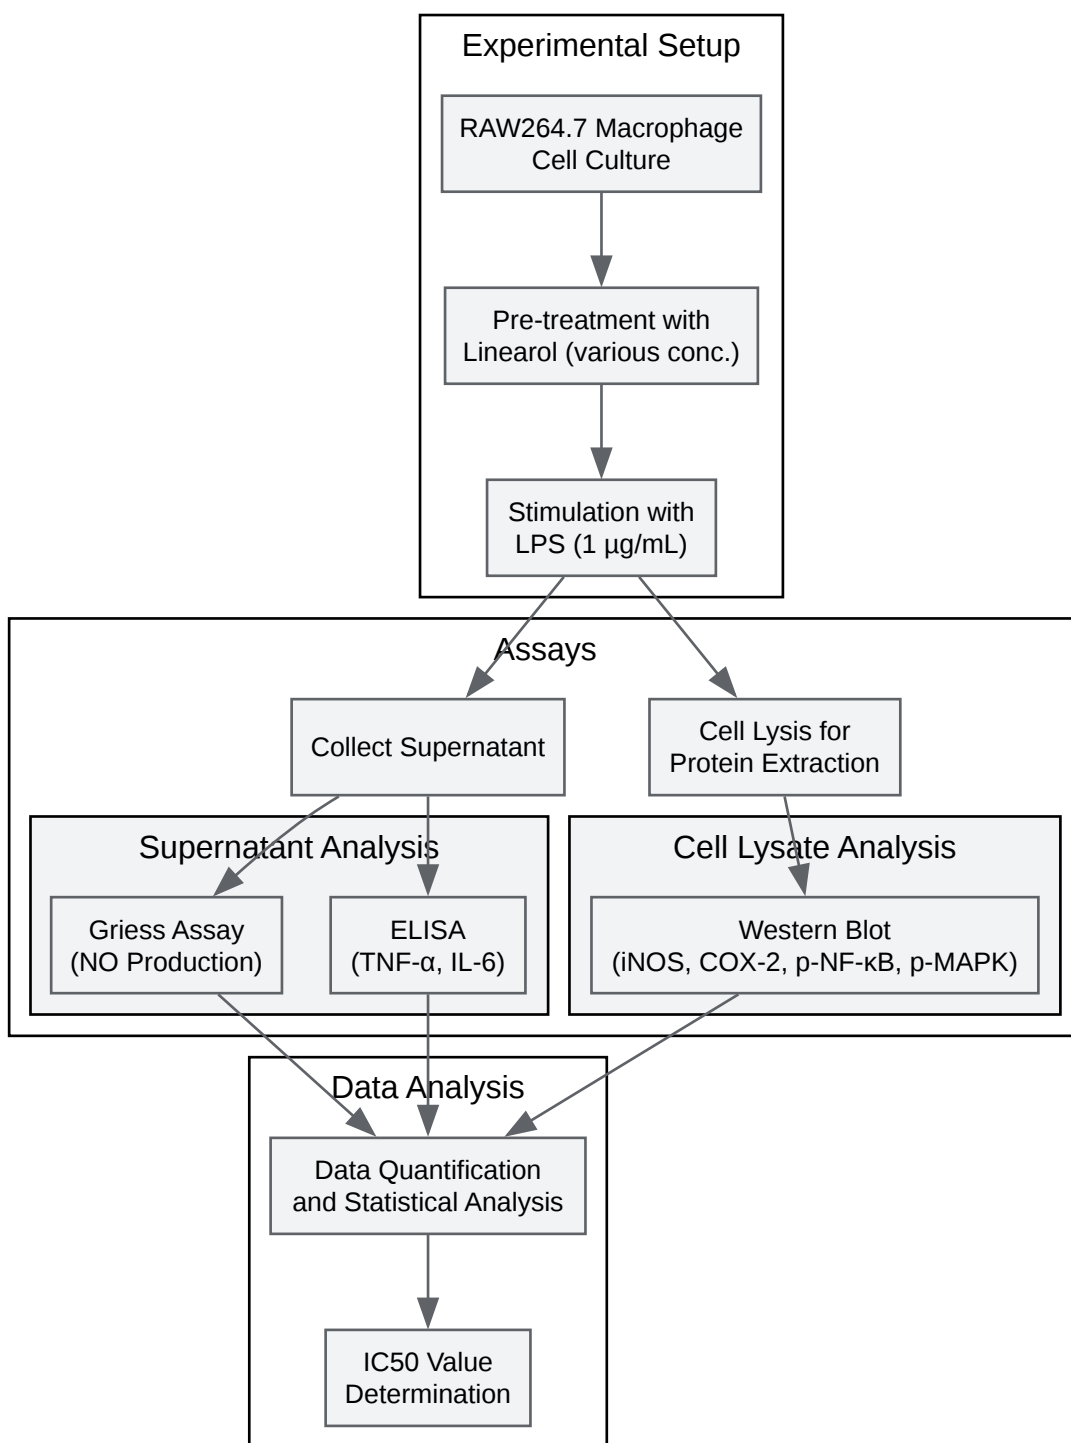 Experimental Setup
RAW264.7 Macrophage
Cell Culture
Pre-treatment with
Linearol (various conc.)
Stimulation with
LPS (1 µg/mL)
Assays
Collect Supernatant
Cell Lysis for
Protein Extraction
Supernatant Analysis
Cell Lysate Analysis
Griess Assay
(NO Production)
ELISA
(TNF-α, IL-6)
Western Blot
(iNOS, COX-2, p-NF-κB, p-MAPK)
Data Analysis
Data Quantification
and Statistical Analysis
IC50 Value
Determination